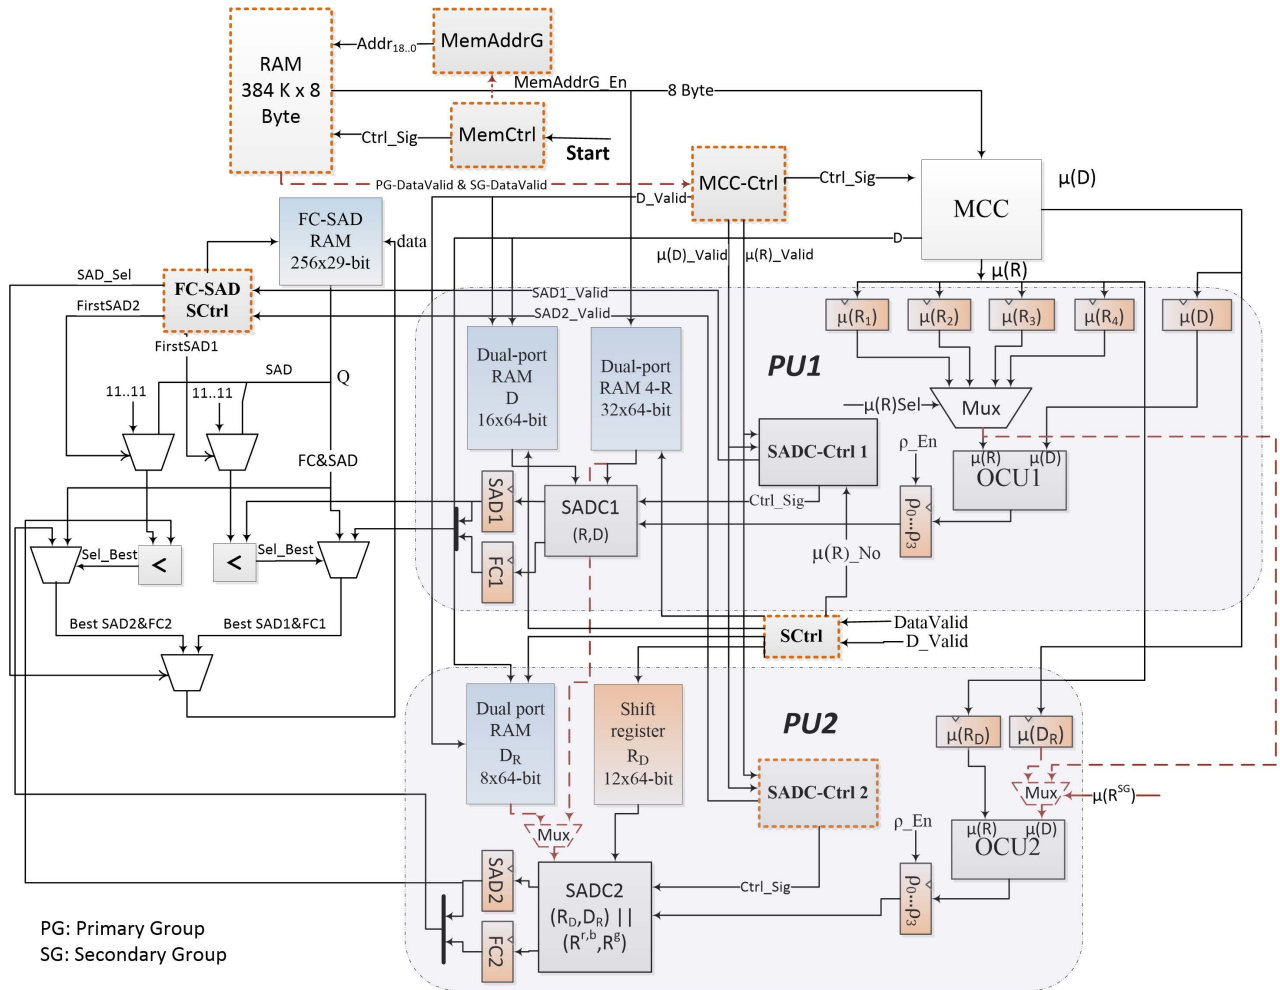 RAM
384 K x 8
Byte
Addr18..0
MemAddrG
MemAddrG_En
8 Byte
Ctrl_Sig
MemCtrl
Start
PG-DataValid & SG-DataValid
D_Valid
MCC-Ctrl
Ctrl_Sig
MCC
μ(D)
FC-SAD
RAM
256x29-bit
data
D
μ(D)_Valid
μ(R)_Valid
μ(R)
SAD_Sel
FC-SAD
SCtrl
FirstSAD2
FirstSAD1
SAD1_Valid
SAD2_Valid
μ(R1)
μ(R2)
μ(R3)
μ(R4)
μ(D)
SAD
Q
11..11
11..11
FC&SAD
Dual-port
RAM
D
16x64-bit
Dual-port
RAM 4-R
32x64-bit
PU1
μ(R)Sel
Mux
SADC-Ctrl 1
ρ_En
μ(R)
μ(D)
OCU1
SAD1
SADC1
(R,D)
Ctrl_Sig
ρ0...ρ3
FC1
μ(R)_No
Sel_Best
<
<
Sel_Best
Best SAD2&FC2
Best SAD1&FC1
SCtrl
DataValid
D_Valid
Dual port
RAM
DR
8x64-bit
Shift
register
RD
12x64-bit
PU2
μ(RD)
μ(DR)
SADC-Ctrl 2
Mux
μ(RSG)
Mux
ρ_En
μ(R)
μ(D)
OCU2
SAD2
SADC2
(RD,DR) ||
(Rr,b,Rg)
Ctrl_Sig
ρ0...ρ3
FC2
PG: Primary Group
SG: Secondary Group